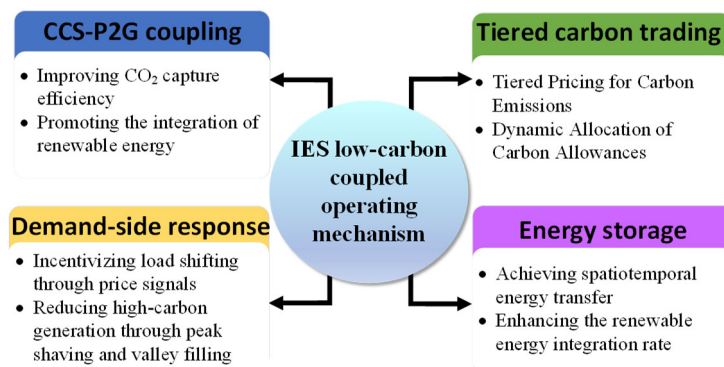 CCS-P2G coupling
• Improving CO₂ capture
efficiency
• Promoting the integration of
renewable energy
Tiered carbon trading
• Tiered Pricing for Carbon
Emissions
• Dynamic Allocation of
Carbon Allowances
IES low-carbon
coupled
operating
mechanism
Demand-side response
• Incentivizing load shifting
through price signals
• Reducing high-carbon
generation through peak
shaving and valley filling
Energy storage
• Achieving spatiotemporal
energy transfer
• Enhancing the renewable
energy integration rate